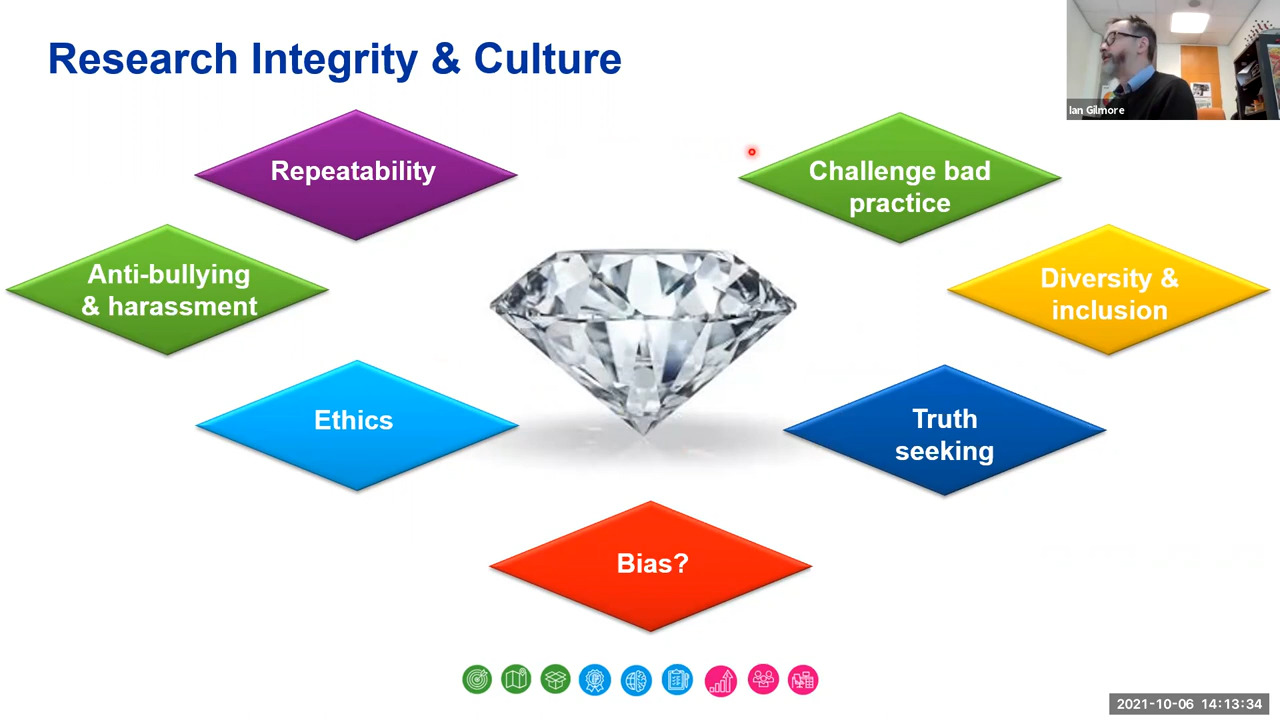 Research Integrity & Culture
Ian Gilmore
Repeatability
Challenge bad
practice
Anti-bullying
& harassment
Diversity &
inclusion
Ethics
Truth
seeking
Bias?
2021-10-06 14:13:34